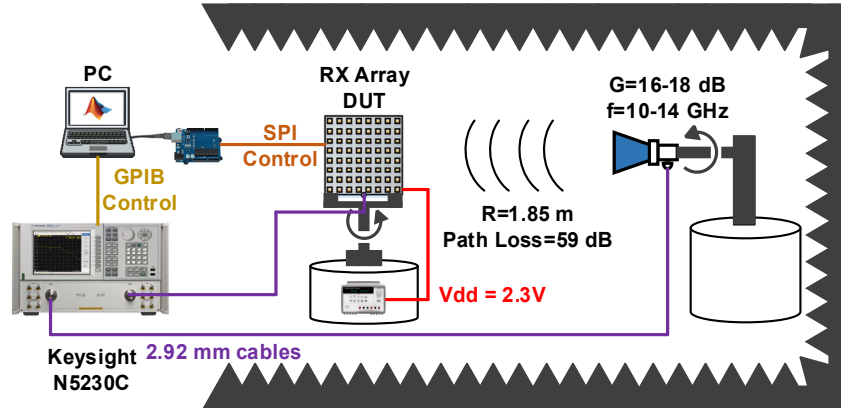 PC
RX Array
DUT
G=16-18 dB
f=10-14 GHz
SPI
Control
GPIB
Control
R=1.85 m
Path Loss=59 dB
Vdd = 2.3V
Keysight
N5230C
2.92 mm cables